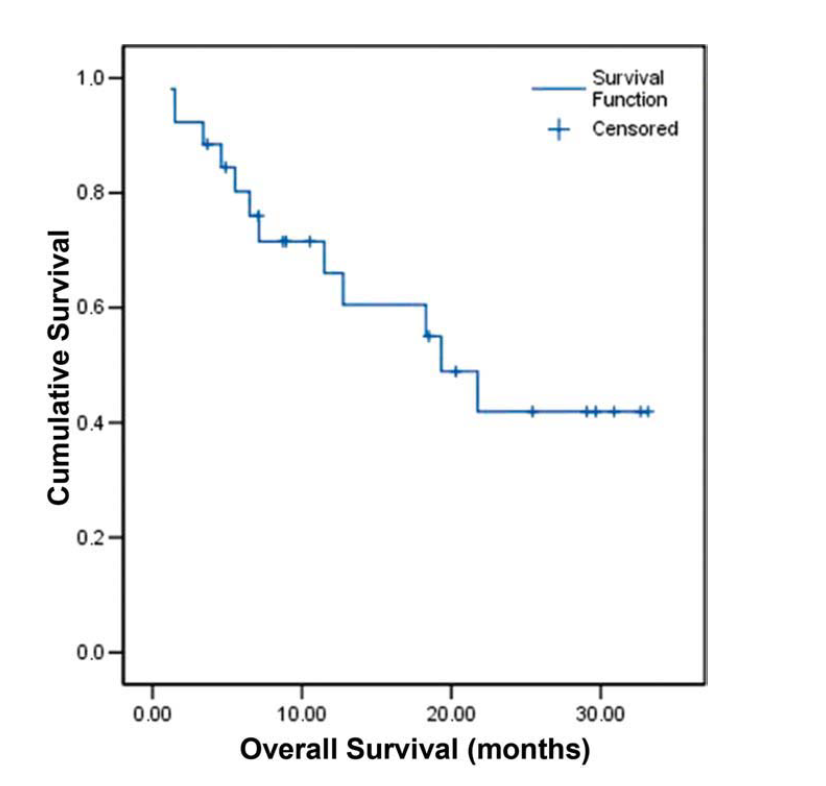 Survival
Function
Censored
1.0
0.8
0.6
0.4
0.2
0.0
Cumulative Survival
0.00 10.00 20.00 30.00
Overall Survival (months)